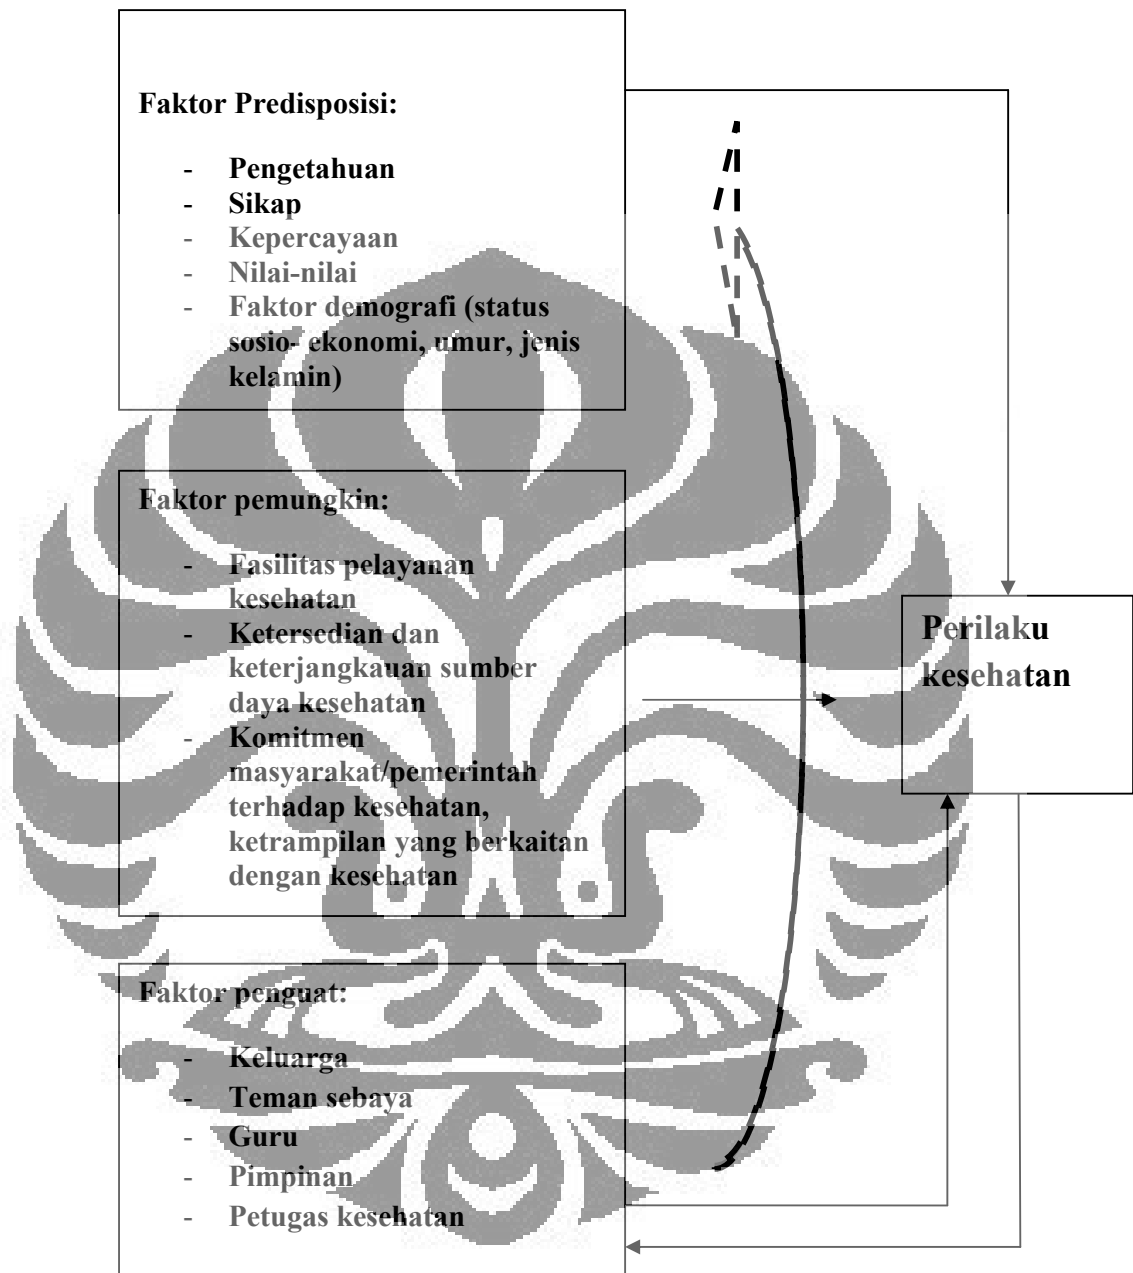 Faktor Predisposisi:
- Pengetahuan
- Sikap
- Kepercayaan
- Nilai-nilai
- Faktor demografi (status
sosio- ekonomi, umur, jenis
kelamin)
Faktor pemungkin:
- Fasilitas pelayanan
kesehatan
- Ketersedian dan
keterjangkauan sumber
daya kesehatan
- Komitmen
masyarakat/pemerintah
terhadap kesehatan,
ketrampilan yang berkaitan
dengan kesehatan
Perilaku
kesehatan
Faktor penguat:
- Keluarga
- Teman sebaya
- Guru
- Pimpinan
- Petugas kesehatan